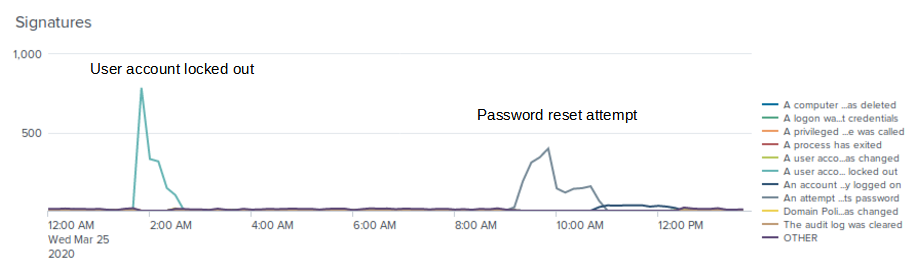 Signatures
1,000
User account locked out
Password reset attempt
500
A computer ...as deleted
A logon wa...t credentials
A privileged ...e was called
A process has exited
A user acco...as changed
A user acco... locked out
An account ...y logged on
An attempt ...ts password
Domain Poli...as changed
The audit log was cleared
OTHER
12:00 AM 2:00 AM 4:00 AM 6:00 AM 8:00 AM 10:00 AM 12:00 PM
Wed Mar 25
2020